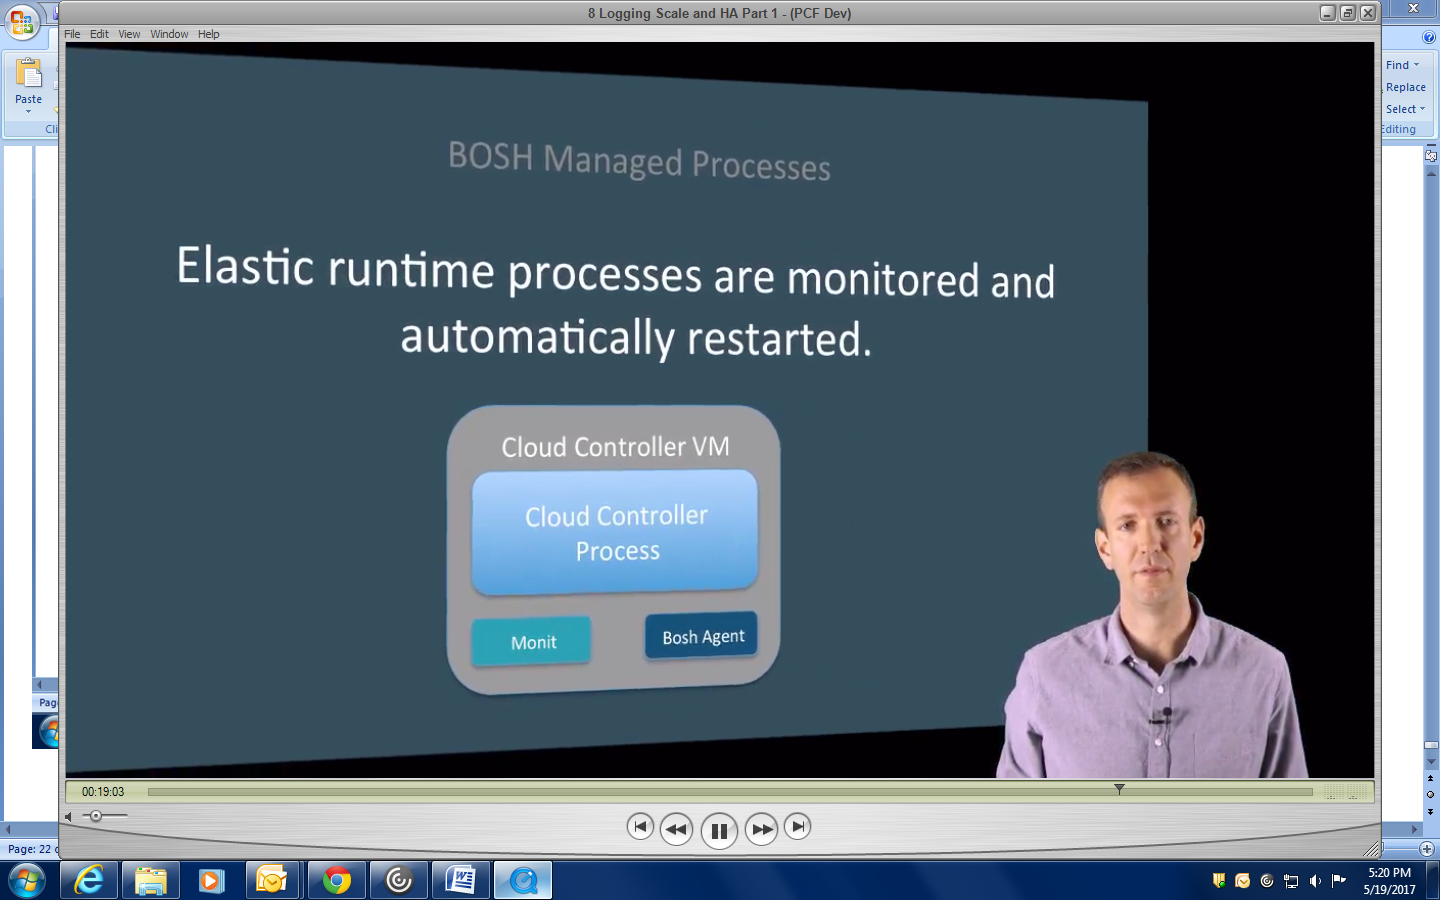 8 Logging Scale and HA Part 1 - (PCF Dev)
File Edit View Window Help
Paste
Find
Replace
Select
Editing
BOSH Managed Processes
Elastic runtime processes are monitored and
automatically restarted.
Cloud Controller VM
Cloud Controller
Process
Monit
Bosh Agent
00:19:03
Page: 22
5:20 PM
5/19/2017